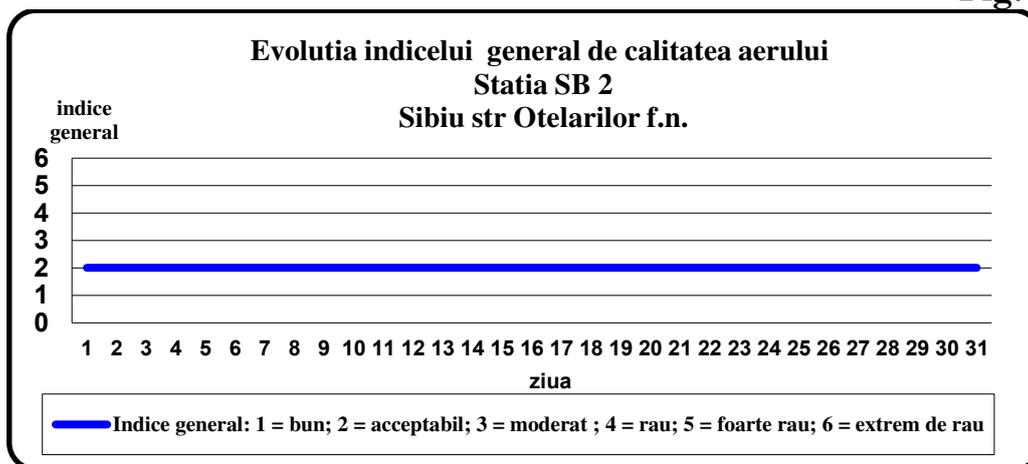 Evolutia indicelui general de calitatea aerului
Statia SB 2
Sibiu str Otelarilor f.n.
indice
general
6
5
4
3
2
1
0
1 2 3 4 5 6 7 8 9 10 11 12 13 14 15 16 17 18 19 20 21 22 23 24 25 26 27 28 29 30 31
ziua
Indice general: 1 = bun; 2 = acceptabil; 3 = moderat ; 4 = rau; 5 = foarte rau; 6 = extrem de rau